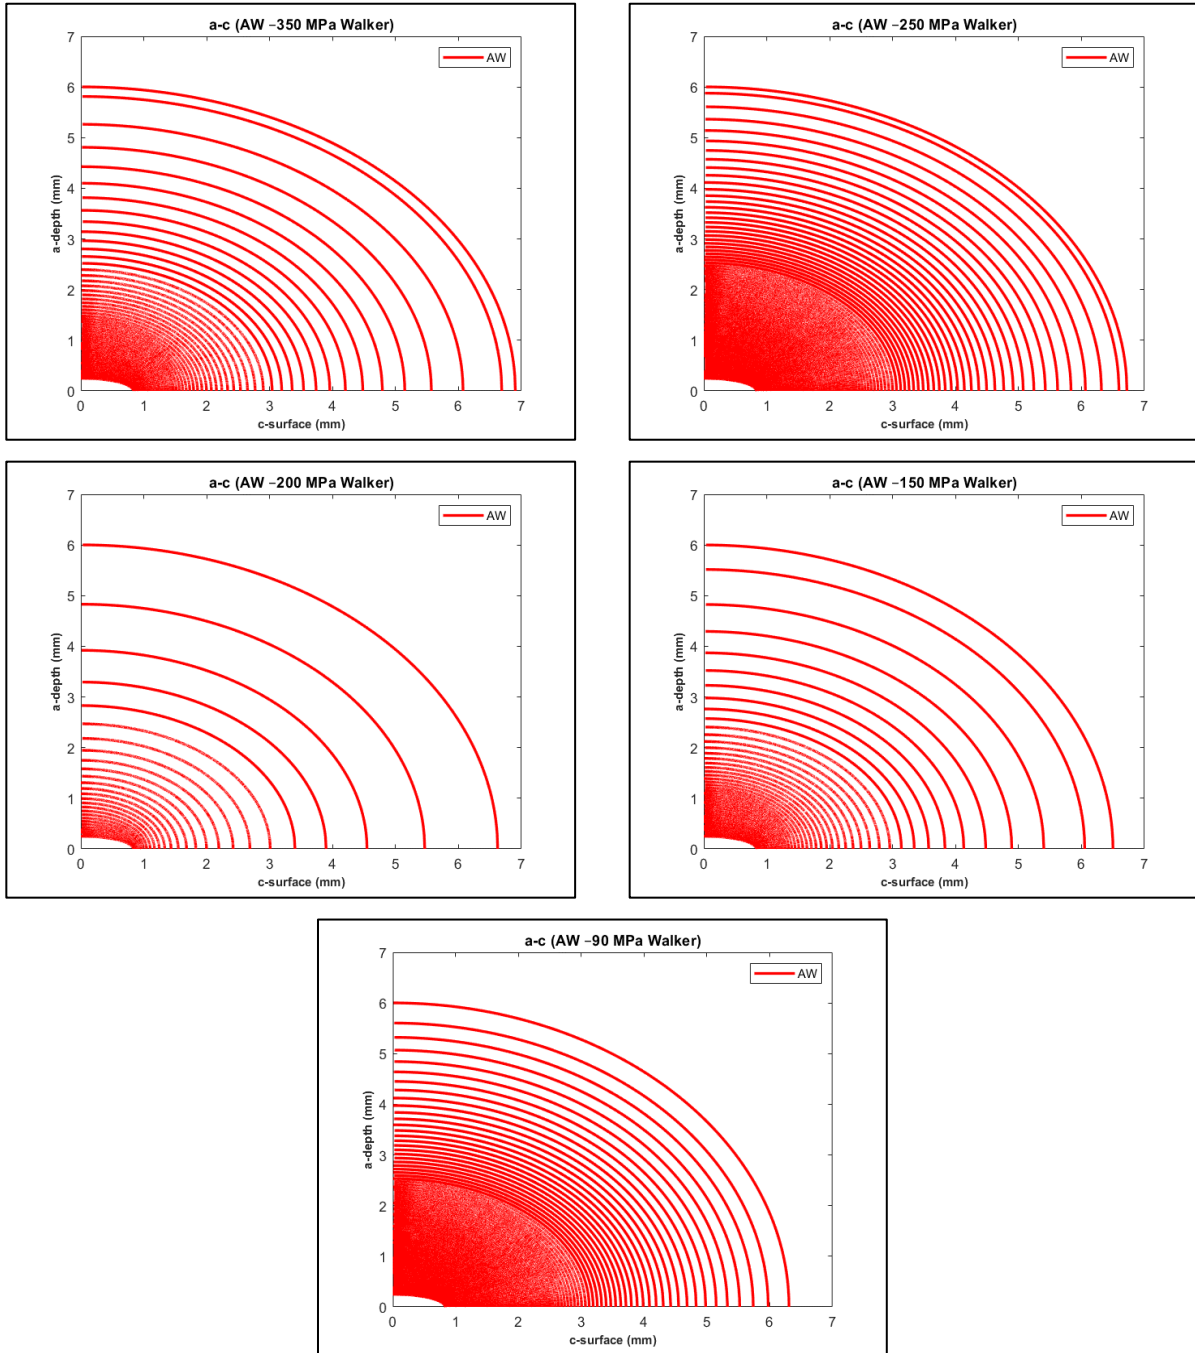 a-c (AW –350 MPa Walker)
AW
7
6
5
4
3
2
1
0
a-depth (mm)
0 1 2 3 4 5 6 7
c-surface (mm)
a-c (AW –250 MPa Walker)
AW
7
6
5
4
3
2
1
0
a-depth (mm)
0 1 2 3 4 5 6 7
c-surface (mm)
a-c (AW –200 MPa Walker)
AW
7
6
5
4
3
2
1
0
a-depth (mm)
0 1 2 3 4 5 6 7
c-surface (mm)
a-c (AW –150 MPa Walker)
AW
7
6
5
4
3
2
1
0
a-depth (mm)
0 1 2 3 4 5 6 7
c-surface (mm)
a-c (AW –90 MPa Walker)
AW
7
6
5
4
3
2
1
0
a-depth (mm)
0 1 2 3 4 5 6 7
c-surface (mm)